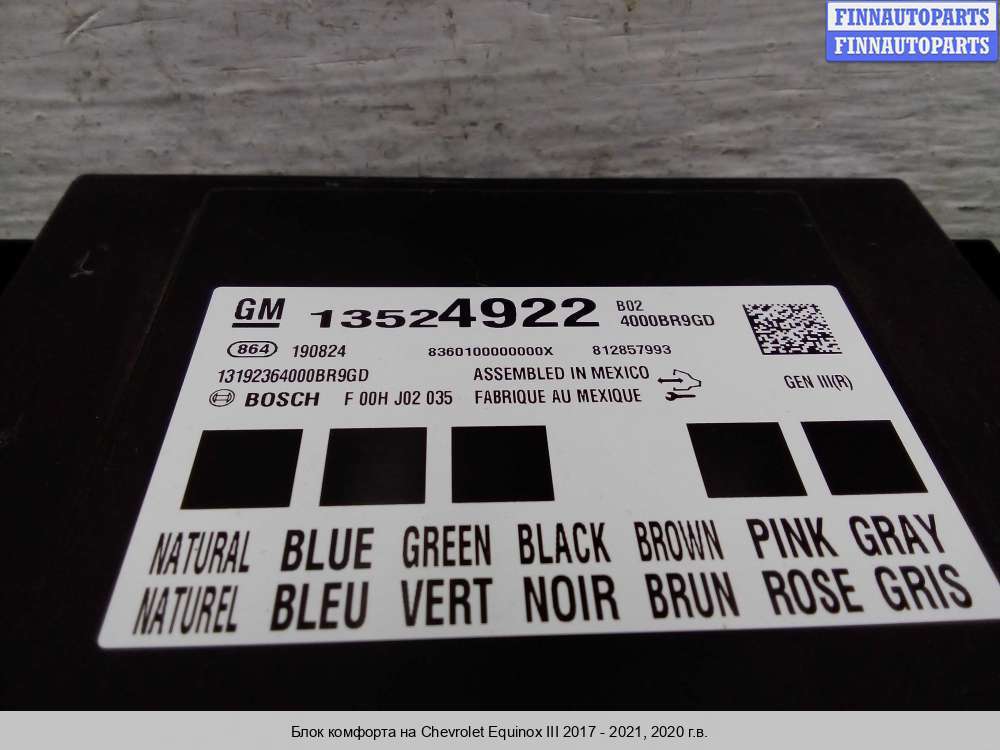 FINNAUTOPARTS
FINNAUTOPARTS
GM 13524922 B02
4000BR9GD
864 190824 8360100000000X 812857993
13192364000BR9GD ASSEMBLED IN MEXICO GEN III(R)
BOSCH F 00H J02 035 FABRIQUE AU MEXIQUE
NATURAL BLUE GREEN BLACK BROWN PINK GRAY
NATUREL BLEU VERT NOIR BRUN ROSE GRIS
Блок комфорта на Chevrolet Equinox III 2017 - 2021, 2020 г.в.